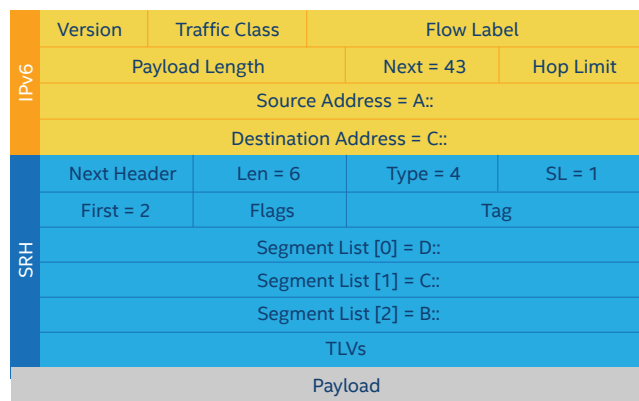 IPv6
Version Traffic Class Flow Label
Payload Length Next = 43 Hop Limit
Source Address = A::
Destination Address = C::
SRH
Next Header Len = 6 Type = 4 SL = 1
First = 2 Flags Tag
Segment List [0] = D::
Segment List [1] = C::
Segment List [2] = B::
TLVs
Payload